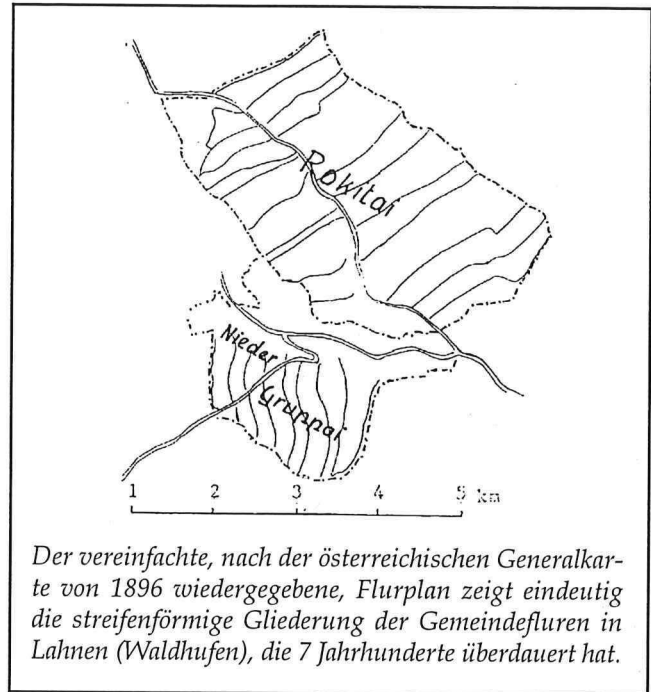 Rokitai
Nieder
Gruppai
1 2 3 4 5 km
Der vereinfachte, nach der österreichischen Generalkar-
te von 1896 wiedergegebene, Flurplan zeigt eindeutig
die streifenförmige Gliederung der Gemeindefluren in
Lahnen (Waldhufen), die 7 Jahrhunderte überdauert hat.